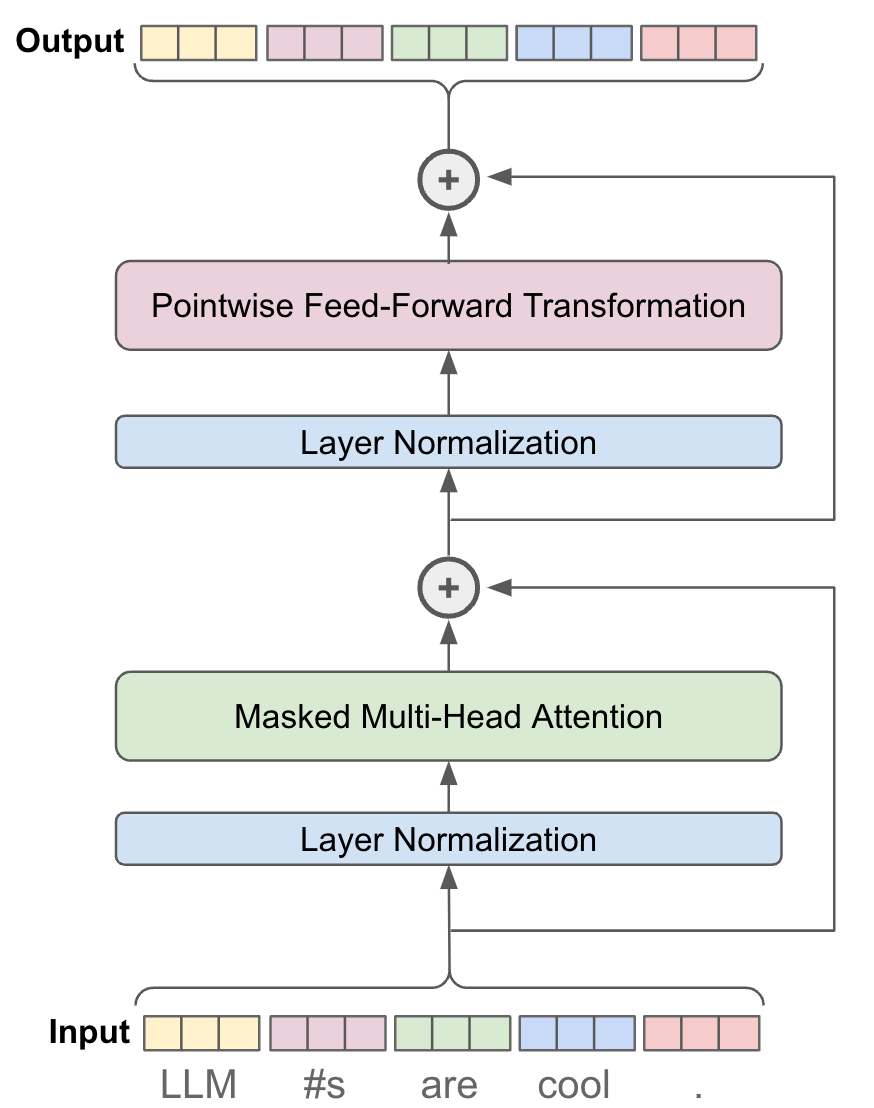 Output
+
Pointwise Feed-Forward Transformation
Layer Normalization
+
Masked Multi-Head Attention
Layer Normalization
Input
LLM #s are cool .